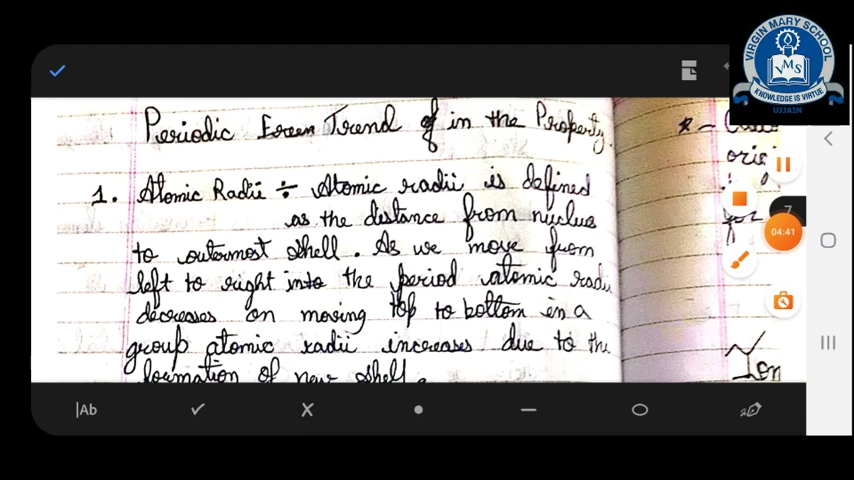 Periodic Trend of in the Property.
1. Atomic Radii ÷ Atomic radii is defined
as the distance from nucleus
to outermost shell. As we move from
left to right into the period atomic radii
decreases on moving top to bottom in a
group atomic radii increases due to the
formation of new shell.
VIRGIN MARY SCHOOL
VMS
KNOWLEDGE IS VIRTUE
UJJAIN
7
04:41
|Ab